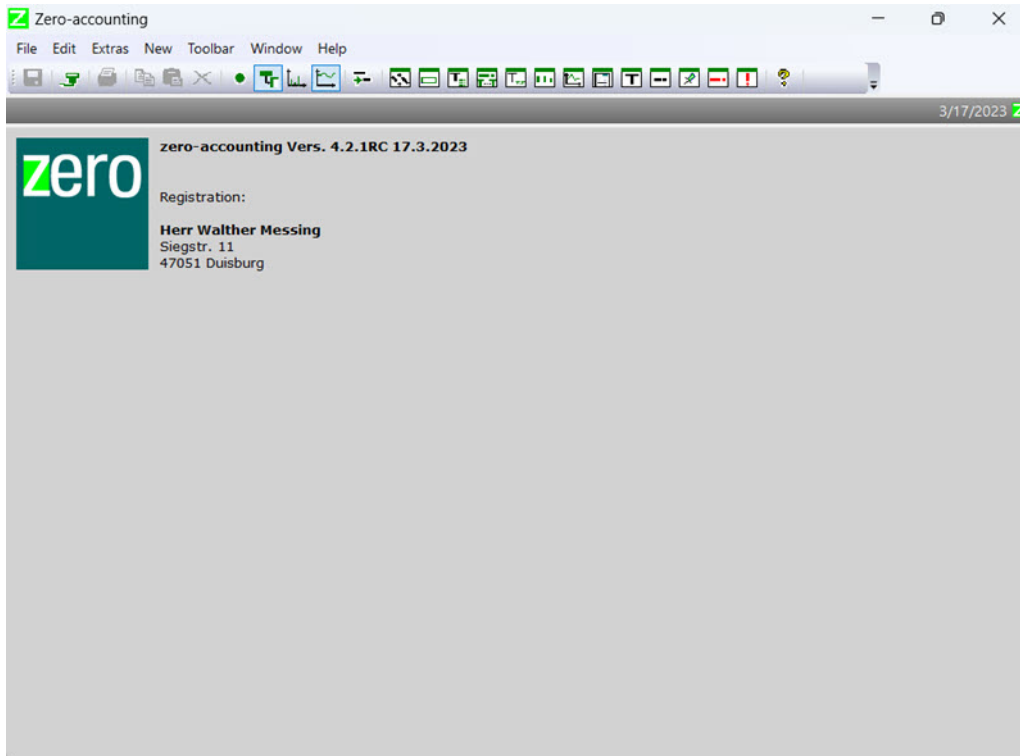 Zero-accounting
File Edit Extras New Toolbar Window Help
3/17/2023
zero
zero-accounting Vers. 4.2.1RC 17.3.2023
Registration:
Herr Walther Messing
Siegstr. 11
47051 Duisburg